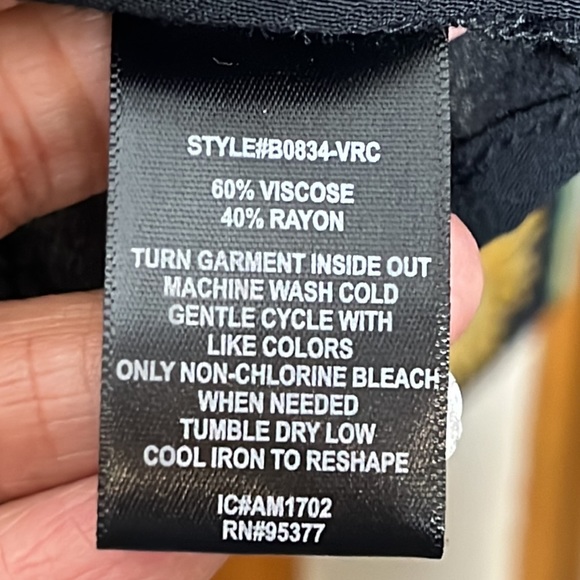 STYLE#B0834-VRC
60% VISCOSE
40% RAYON
TURN GARMENT INSIDE OUT
MACHINE WASH COLD
GENTLE CYCLE WITH
LIKE COLORS
ONLY NON-CHLORINE BLEACH
WHEN NEEDED
TUMBLE DRY LOW
COOL IRON TO RESHAPE
IC#AM1702
RN#95377